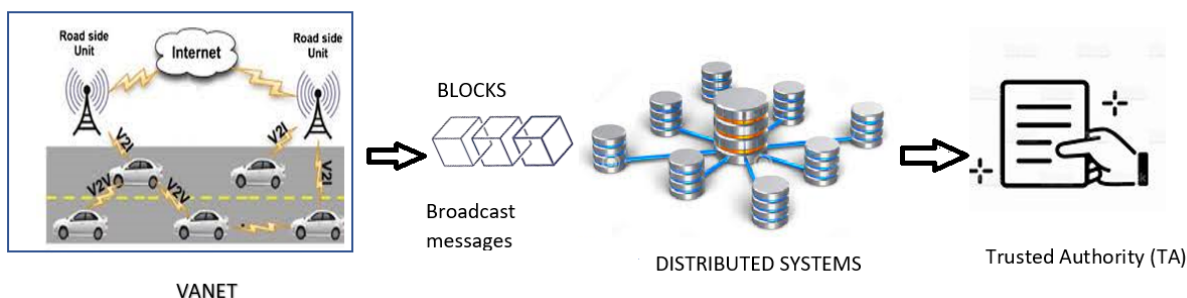 Road side
Unit
Internet
Road side
Unit
V2I
V2I
V2I
V2V
V2V
VANET
BLOCKS
Broadcast
messages
DISTRIBUTED SYSTEMS
Trusted Authority (TA)